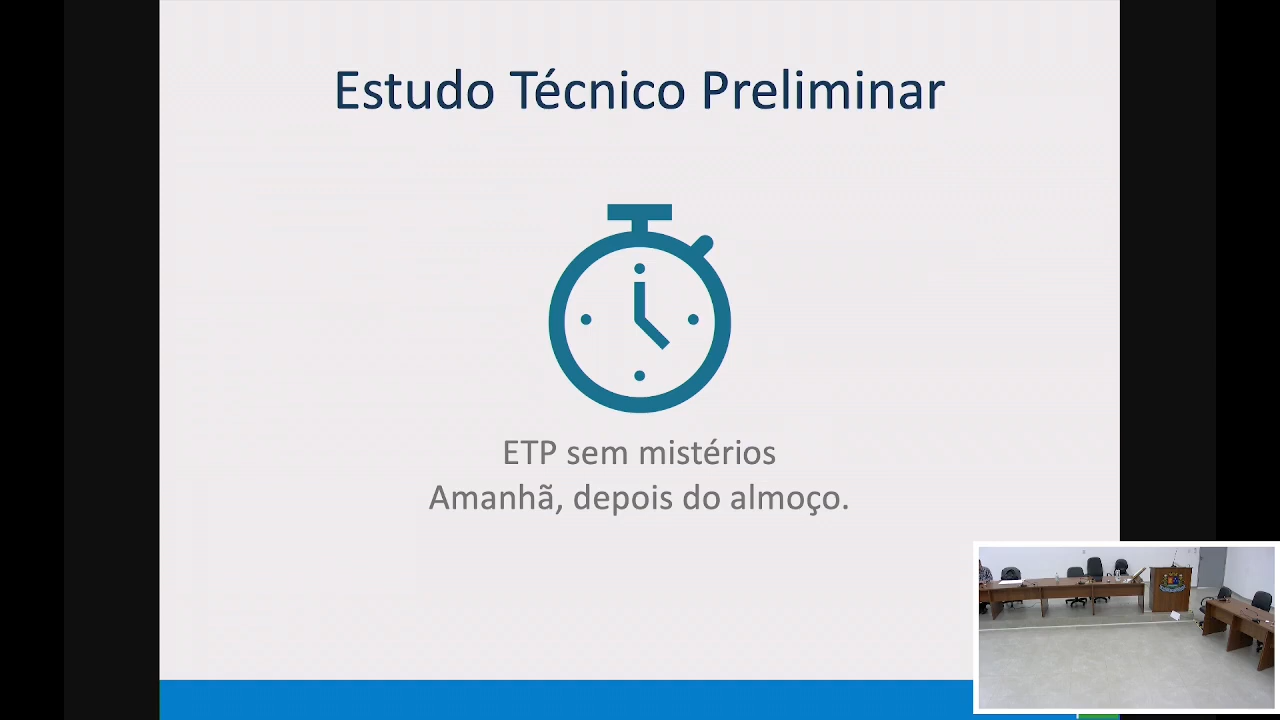 Estudo Técnico Preliminar
ETP sem mistérios
Amanhã, depois do almoço.